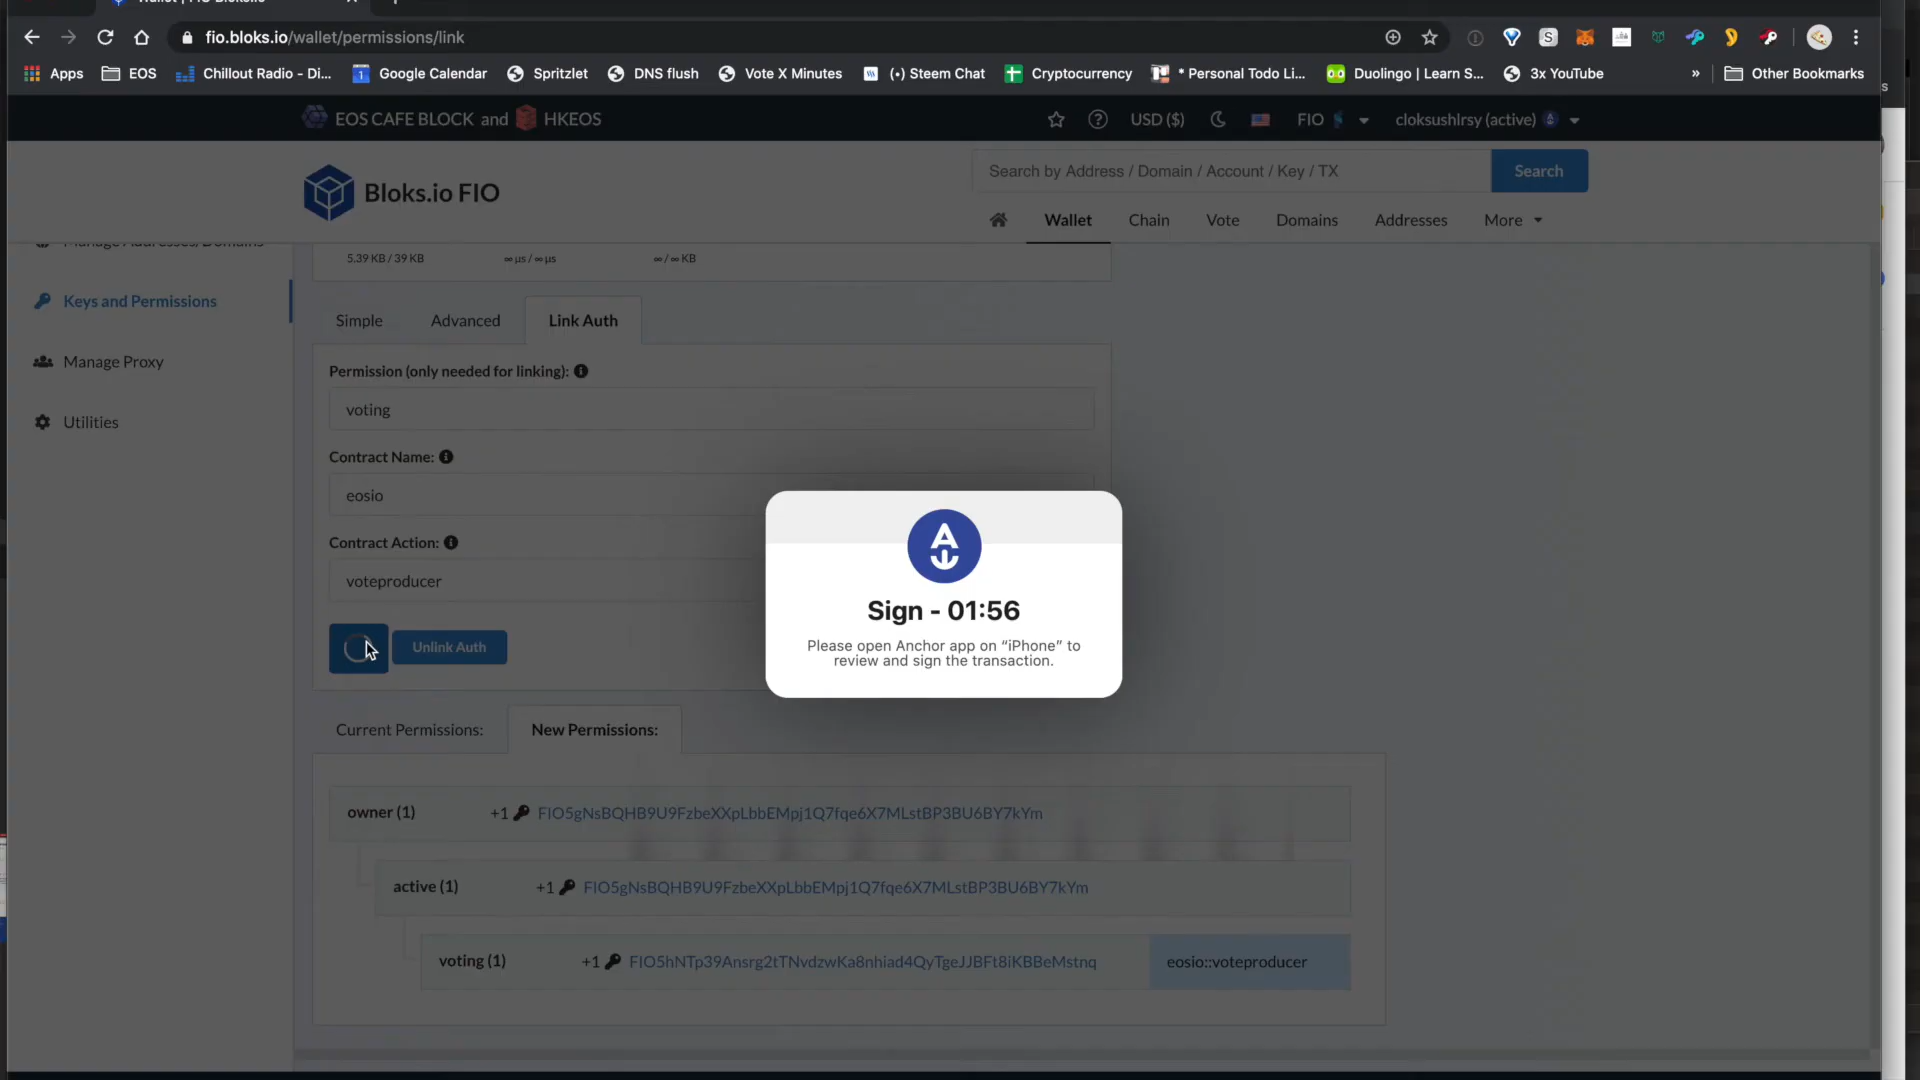 fio.bloks.io/wallet/permissions/link
Apps
EOS
Chillout Radio - Di...
Google Calendar
Spritzlet
DNS flush
Vote X Minutes
(•) Steem Chat
Cryptocurrency
* Personal Todo Li...
Duolingo | Learn S...
3x YouTube
»
Other Bookmarks
EOS CAFE BLOCK and HKEOS
USD ($)
FIO
cloksushlrsy (active)
Bloks.io FIO
Search by Address / Domain / Account / Key / TX
Search
Wallet
Chain
Vote
Domains
Addresses
More
Manage Addresses/Domains
Keys and Permissions
Manage Proxy
Utilities
5.39 KB / 39 KB
∞ µs / ∞ µs
∞ / ∞ KB
Simple
Advanced
Link Auth
Permission (only needed for linking):
voting
Contract Name:
eosio
Contract Action:
voteproducer
Unlink Auth
Sign - 01:56
Please open Anchor app on “iPhone” to
review and sign the transaction.
Current Permissions:
New Permissions:
owner (1)
+1 FIO5gNsBQHB9U9FzbeXXpLbbEMpj1Q7fqe6X7MLstBP3BU6BY7kYm
active (1)
+1 FIO5gNsBQHB9U9FzbeXXpLbbEMpj1Q7fqe6X7MLstBP3BU6BY7kYm
voting (1)
+1 FIO5hNTp39Ansrg2tTNvdzwKa8nhiad4QyTgeJJBFt8iKBBeMstnq
eosio::voteproducer